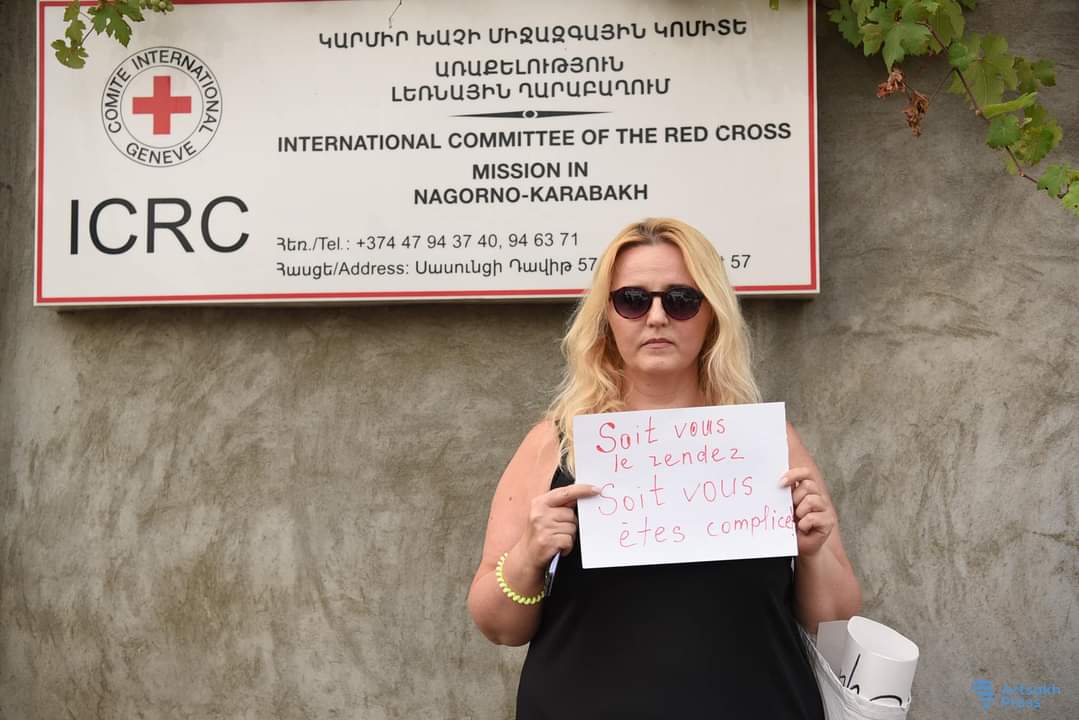 COMITE INTERNATIONAL GENEVE
ICRC
ԿԱՐՄԻՐ ԽԱՉԻ ՄԻՋԱԶԳԱՅԻՆ ԿՈՄԻՏԵ
ԱՌԱՔԵԼՈՒԹՅՈՒՆ
ԼԵՌՆԱՅԻՆ ՂԱՐԱԲԱՂՈՒՄ
INTERNATIONAL COMMITTEE OF THE RED CROSS
MISSION IN
NAGORNO-KARABAKH
Հեռ./Tel.: +374 47 94 37 40, 94 63 71
Հասցե/Address: Սասունցի Դավիթ 57
Soit vous
le rendez
Soit vous
êtes complice
Artsakh
Press